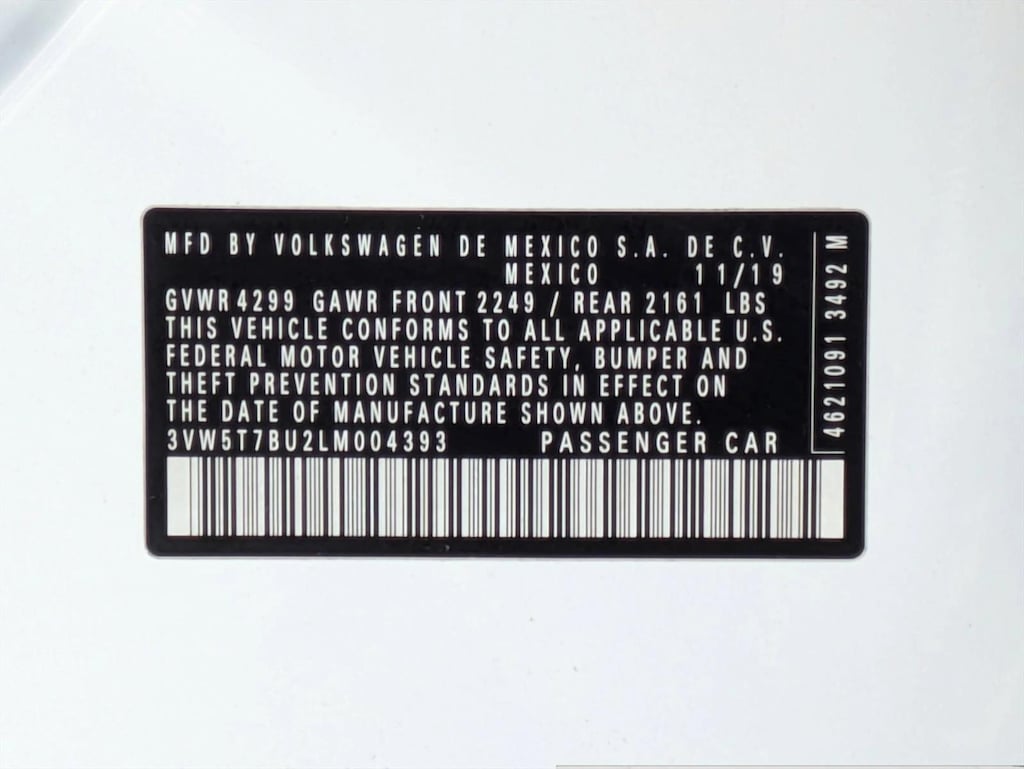 MFD BY VOLKSWAGEN DE MEXICO S.A. DE C.V.
MEXICO 11/19
GVWR 4299 GAWR FRONT 2249 / REAR 2161 LBS
THIS VEHICLE CONFORMS TO ALL APPLICABLE U.S.
FEDERAL MOTOR VEHICLE SAFETY, BUMPER AND
THEFT PREVENTION STANDARDS IN EFFECT ON
THE DATE OF MANUFACTURE SHOWN ABOVE.
3VW5T7BU2LM004393 PASSENGER CAR
4621091 3492 M